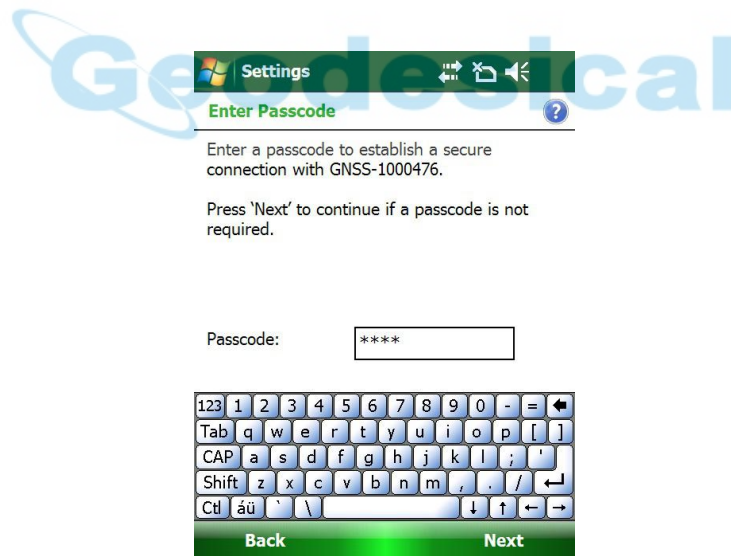 Geodesical
Settings
Enter Passcode
?
Enter a passcode to establish a secure
connection with GNSS-1000476.
Press `Next' to continue if a passcode is not
required.
Passcode: ****
123 1 2 3 4 5 6 7 8 9 0 - =
Tab q w e r t y u i o p [ ]
CAP a s d f g h j k l ; '
Shift z x c v b n m , . /
Ctl áü ` \ ↓ ↑ ← →
Back Next